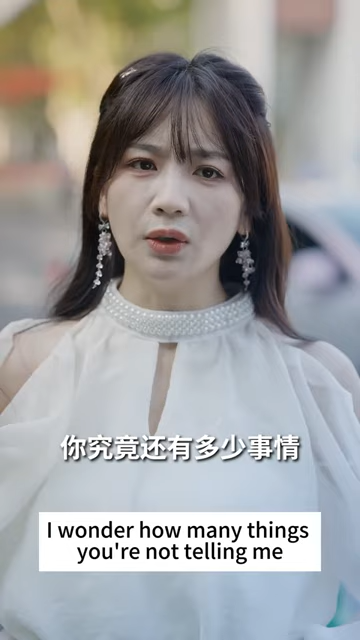 你究竟还有多少事情
I wonder how many things
you're not telling me